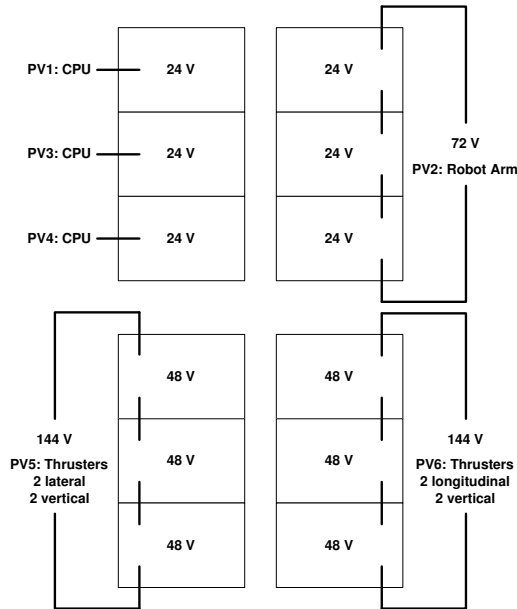 PV1: CPU
24 V
24 V
PV3: CPU
24 V
24 V
72 V
PV2: Robot Arm
PV4: CPU
24 V
24 V
48 V
48 V
144 V
PV5: Thrusters
2 lateral
2 vertical
48 V
48 V
144 V
PV6: Thrusters
2 longitudinal
2 vertical
48 V
48 V